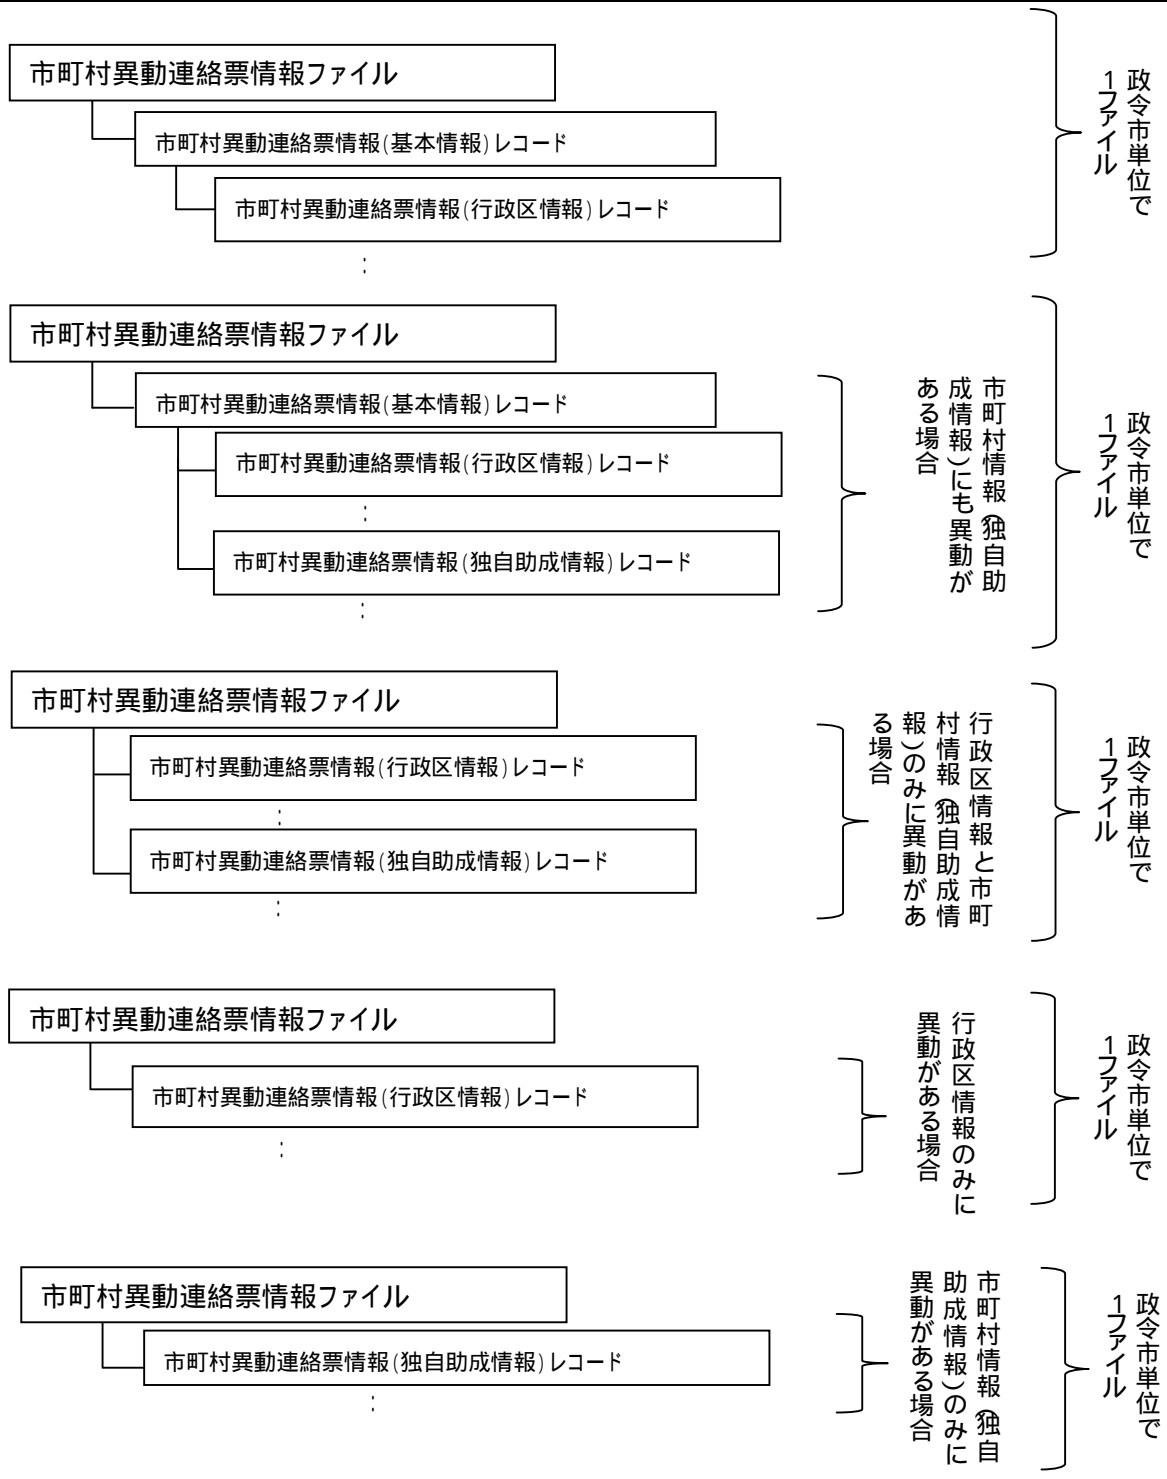 市町村異動連絡票情報ファイル
市町村異動連絡票情報(基本情報)レコード
市町村異動連絡票情報(行政区情報)レコード
:
政令市単位で
1ファイル
市町村異動連絡票情報ファイル
市町村異動連絡票情報(基本情報)レコード
市町村異動連絡票情報(行政区情報)レコード
:
市町村異動連絡票情報(独自助成情報)レコード
:
市町村情報(独自助
成情報)にも異動が
ある場合
政令市単位で
1ファイル
市町村異動連絡票情報ファイル
市町村異動連絡票情報(行政区情報)レコード
:
市町村異動連絡票情報(独自助成情報)レコード
:
行政区情報と市町
村情報(独自助成情
報)のみに異動があ
る場合
政令市単位で
1ファイル
市町村異動連絡票情報ファイル
市町村異動連絡票情報(行政区情報)レコード
:
行政区情報のみに
異動がある場合
政令市単位で
1ファイル
市町村異動連絡票情報ファイル
市町村異動連絡票情報(独自助成情報)レコード
:
市町村情報(独自
助成情報)のみに
異動がある場合
政令市単位で
1ファイル